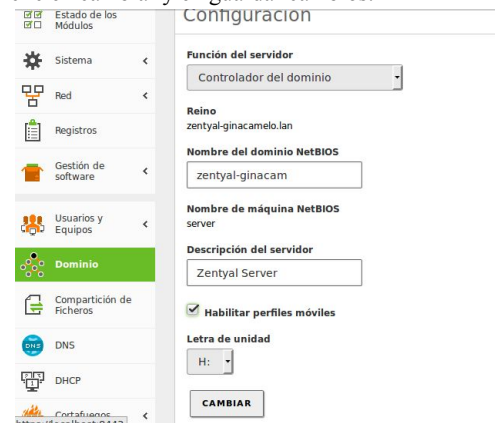 Estado de los
Módulos
Sistema
Red
Registros
Gestión de
software
Usuarios y
Equipos
Dominio
Compartición de
Ficheros
DNS
DNS
DHCP
Cortafuegos
Configuración
Función del servidor
Controlador del dominio
Reino
zentyal-ginacamelo.lan
Nombre del dominio NetBIOS
zentyal-ginacam
Nombre de máquina NetBIOS
server
Descripción del servidor
Zentyal Server
Habilitar perfiles móviles
Letra de unidad
H:
CAMBIAR